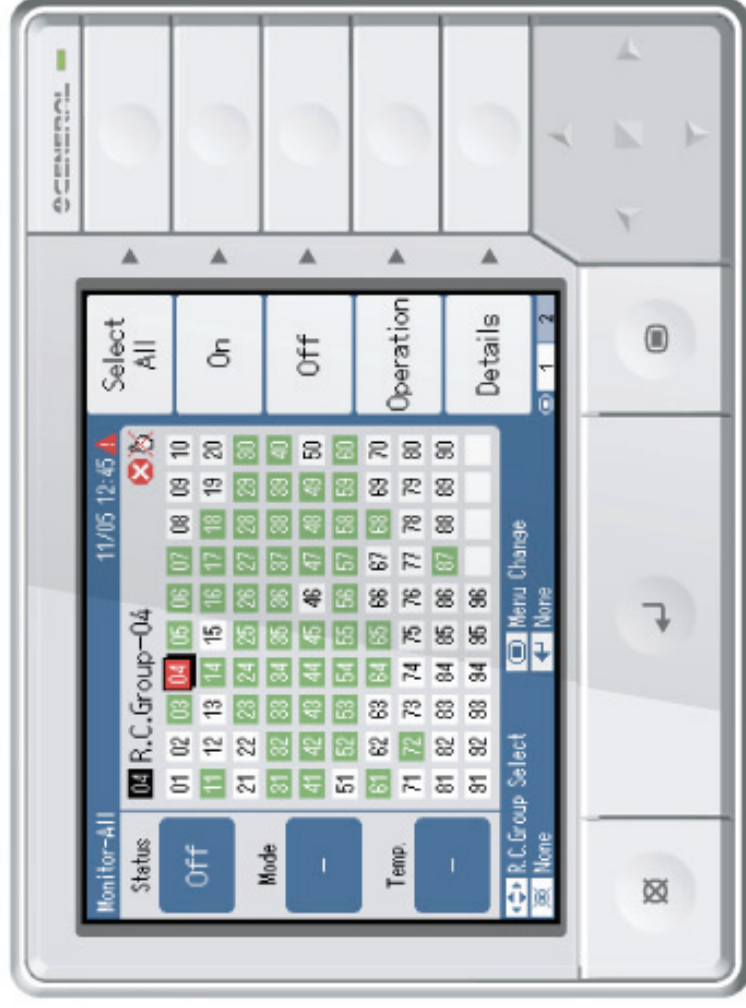 GENERAL
Monitor-All 11/05 12:45
Status
Off
Mode
-
Temp.
-
04 R.C.Group-04
01 02 03 04 05 06 07 08 09 10
11 12 13 14 15 16 17 18 19 20
21 22 23 24 25 26 27 28 29 30
31 32 33 34 35 36 37 38 39 40
41 42 43 44 45 46 47 48 49 50
51 52 53 54 55 56 57 58 59 60
61 62 63 64 65 66 67 68 69 70
71 72 73 74 75 76 77 78 79 80
81 82 83 84 85 86 87 88 89 90
91 92 93 94 95 96
Select
All
On
Off
Operation
Details
R.C.Group Select Menu Change 1 2
None None